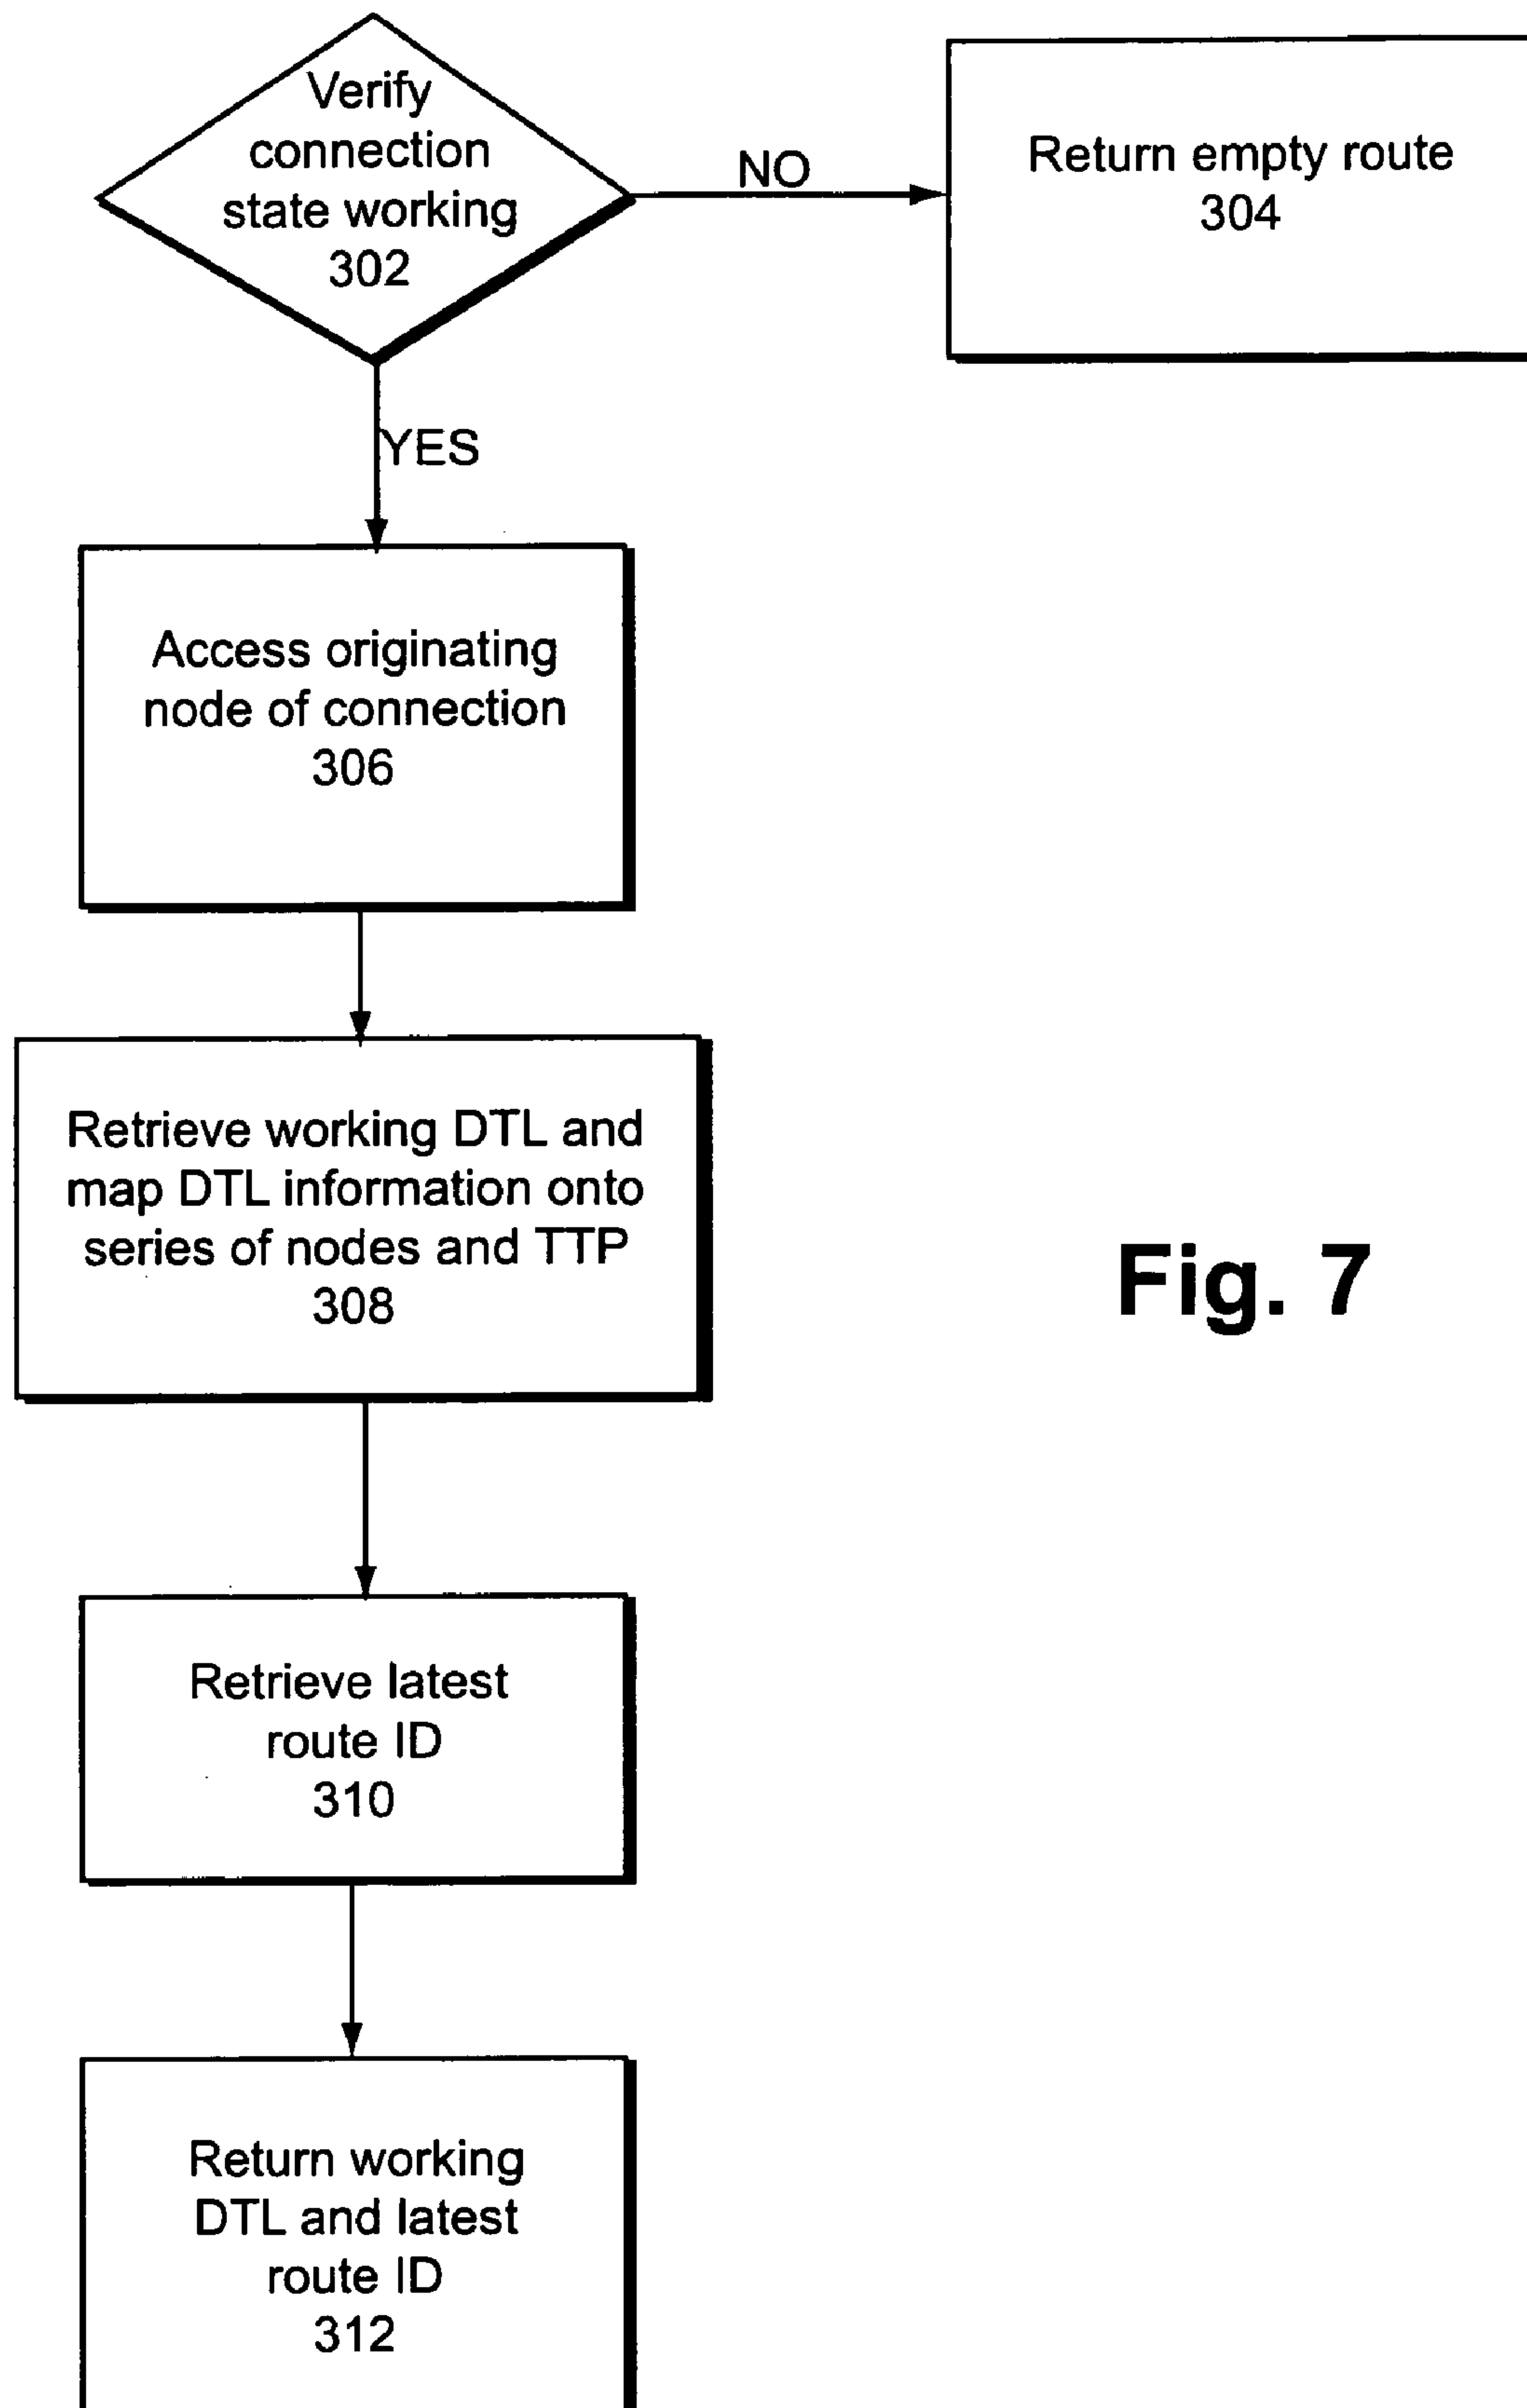 Verify
connection
state working
302
NO
Return empty route
304
YES
Access originating
node of connection
306
Retrieve working DTL and
map DTL information onto
series of nodes and TTP
308
Fig. 7
Retrieve latest
route ID
310
Return working
DTL and latest
route ID
312